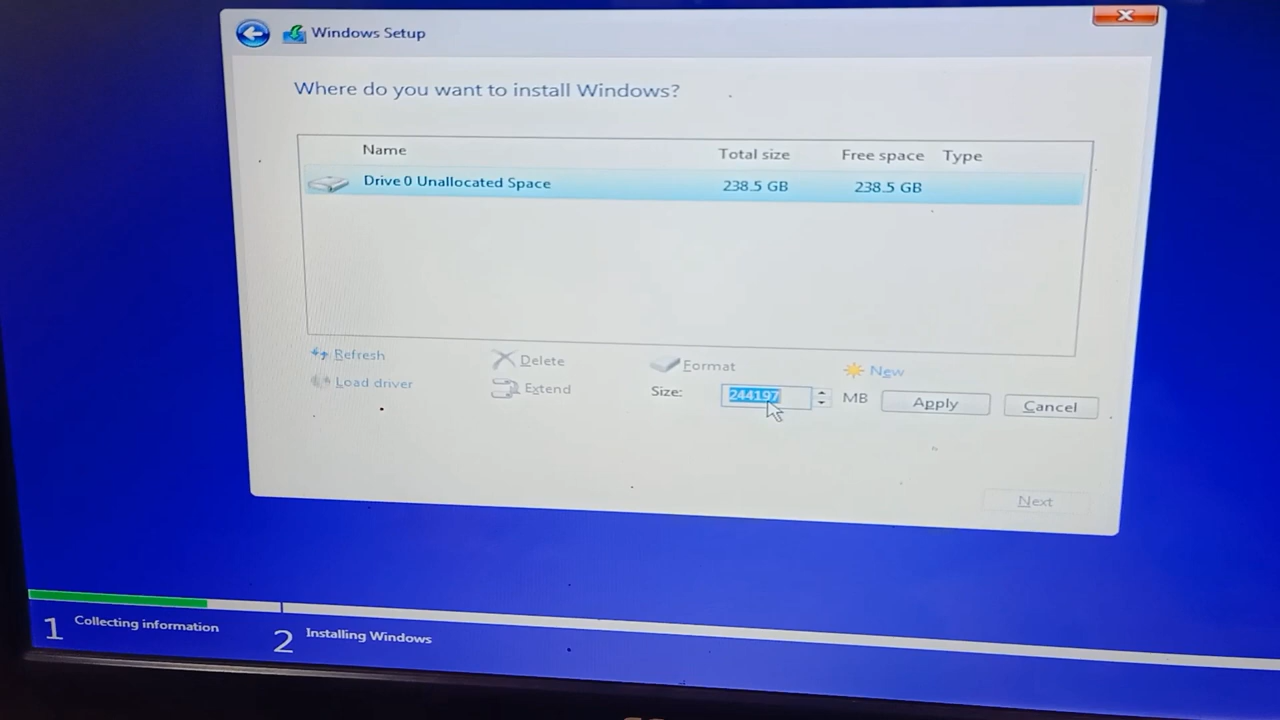 Windows Setup
Where do you want to install Windows?
Name Total size Free space Type
Drive 0 Unallocated Space 238.5 GB 238.5 GB
Refresh Delete Format New
Load driver Extend Size: 244197 MB Apply Cancel
Next
1 Collecting information 2 Installing Windows